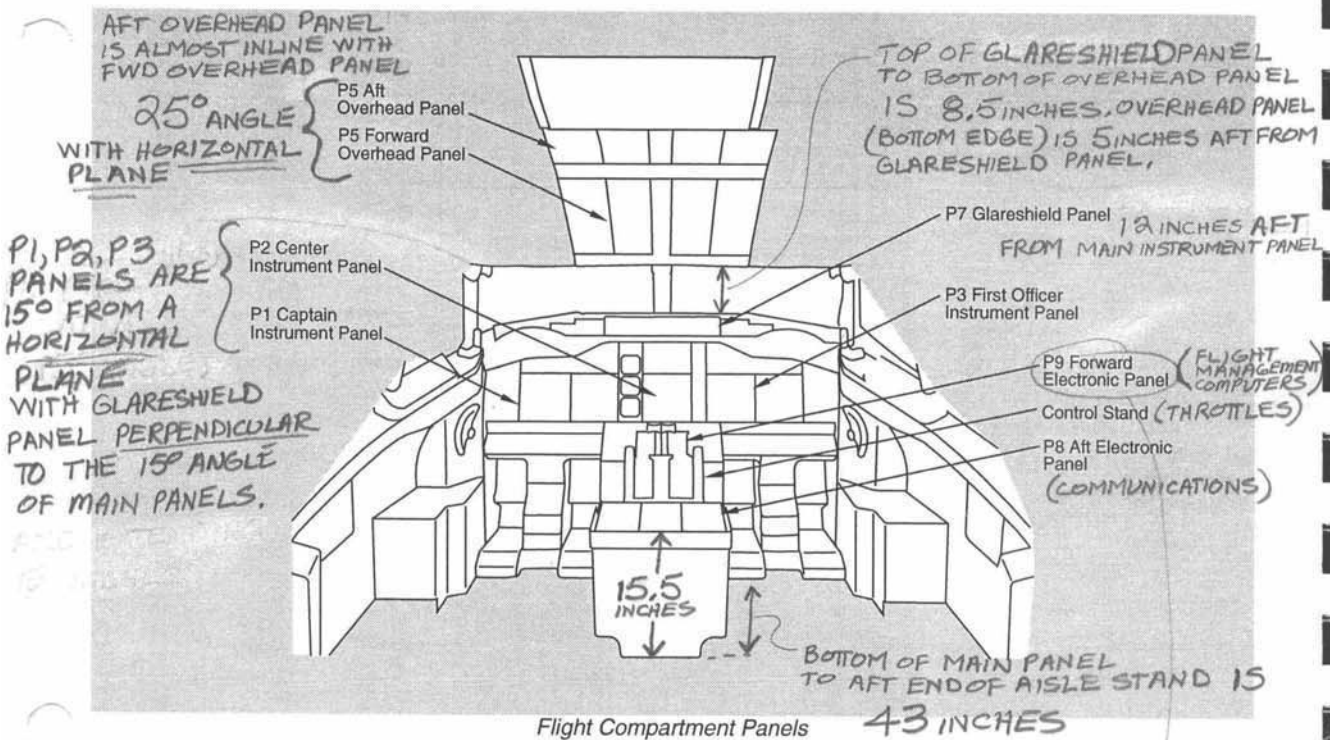 AFT OVERHEAD PANEL
IS ALMOST INLINE WITH
FWD OVERHEAD PANEL
25° ANGLE
WITH HORIZONTAL
PLANE
P5 Aft
Overhead Panel
P5 Forward
Overhead Panel
TOP OF GLARESHIELD PANEL
TO BOTTOM OF OVERHEAD PANEL
IS 8.5 INCHES. OVERHEAD PANEL
(BOTTOM EDGE) IS 5 INCHES AFT FROM
GLARESHIELD PANEL.
P7 Glareshield Panel
12 INCHES AFT
FROM MAIN INSTRUMENT PANEL
P1, P2, P3
PANELS ARE
15° FROM A
HORIZONTAL
PLANE
WITH GLARESHIELD
PANEL PERPENDICULAR
TO THE 15° ANGLE
OF MAIN PANELS.
P2 Center
Instrument Panel
P1 Captain
Instrument Panel
P3 First Officer
Instrument Panel
P9 Forward
Electronic Panel
(FLIGHT
MANAGEMENT
COMPUTERS)
Control Stand (THROTTLES)
P8 Aft Electronic
Panel
(COMMUNICATIONS)
15.5
INCHES
BOTTOM OF MAIN PANEL
TO AFT END OF AISLE STAND IS
43 INCHES
Flight Compartment Panels